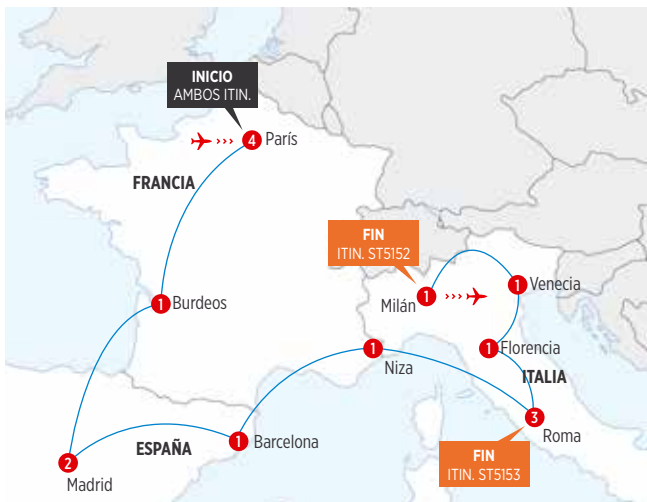 INICIO
AMBOS ITIN.
4
París
FRANCIA
FIN
ITIN. ST5152
Milán
1
1
Venecia
1
Burdeos
1
Niza
1
Florencia
ITALIA
3
Roma
ESPAÑA
1
Barcelona
2
Madrid
FIN
ITIN. ST5153